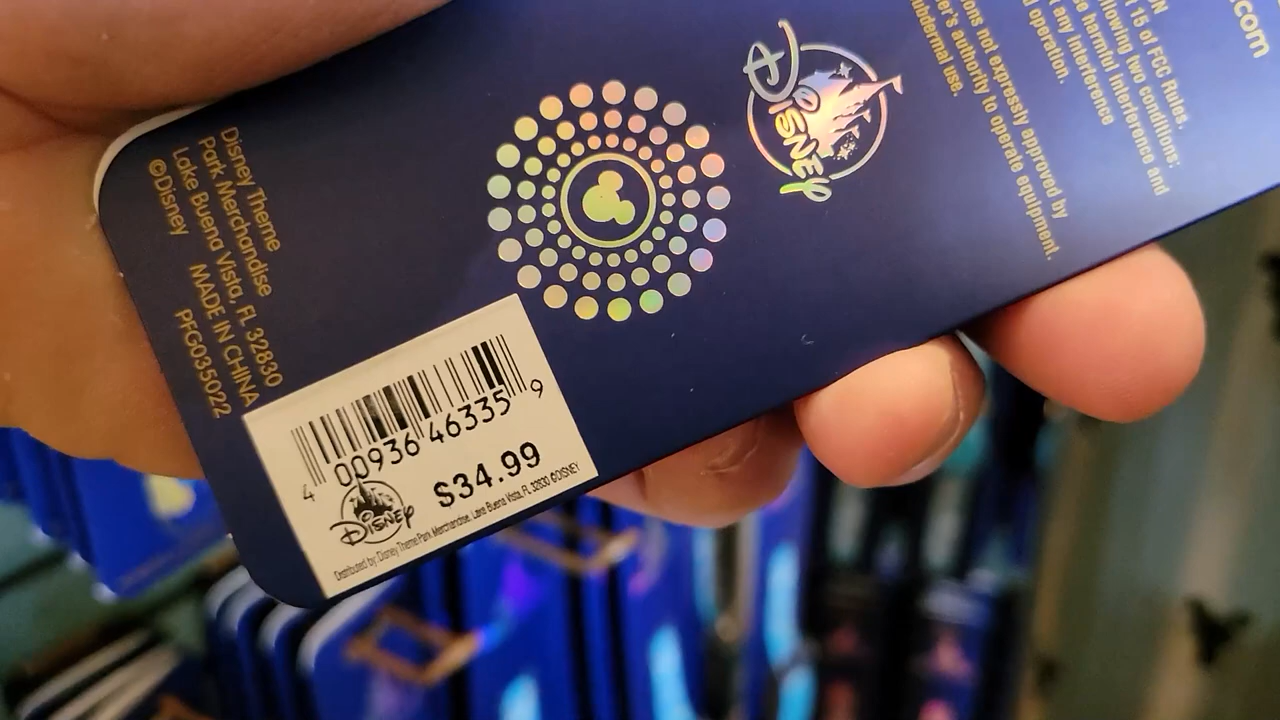 .com
N
15 of FCC Rules.
llowing two conditions:
harmful interference and
any interference
operation.
ons not expressly approved by
er's authority to operate equipment.
udermal use.
Disney
Disney Theme
Park Merchandise
Lake Buena Vista, FL 32830
©Disney MADE IN CHINA
PFG035022
4 00936 46335 9
$34.99
Disney
Distributed by: Disney Theme Park Merchandise, Lake Buena Vista, FL 32830 ©DISNEY